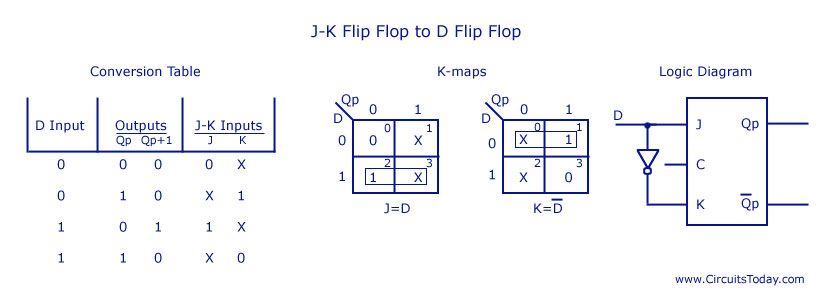 J-K Flip Flop to D Flip Flop
Conversion Table
D Input Outputs J-K Inputs
Qp Qp+1 J K
0 0 0 0 X
0 1 0 X 1
1 0 1 1 X
1 1 0 X 0
K-maps
Qp
D 0 1
0 0 0 X 1
1 1 2 X 3
J=D
Qp
D 0 1
0 X 0 1 1
1 X 2 0 3
K=D̅
Logic Diagram
D
J Qp
C
K Q̅p
www.CircuitsToday.com